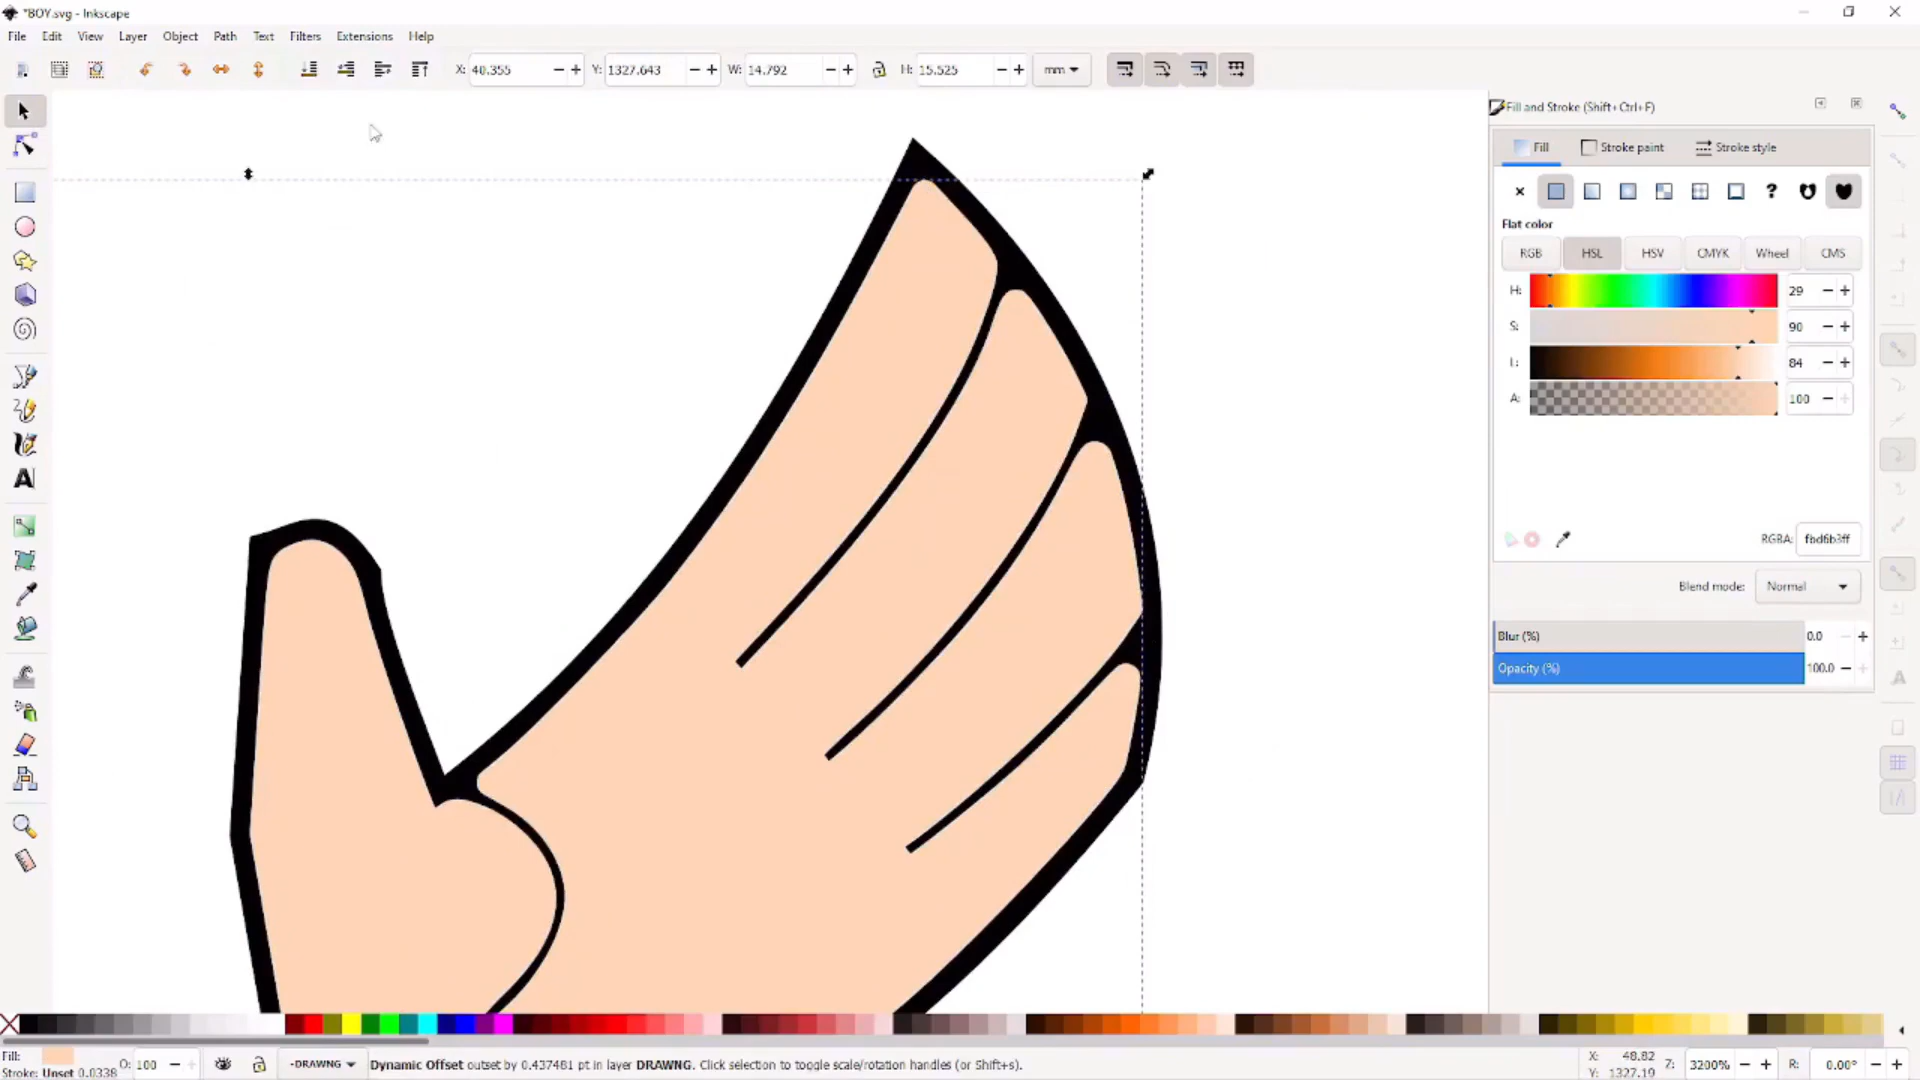 *BOY.svg - Inkscape
File Edit View Layer Object Path Text Filters Extensions Help
X: 40.355 − + Y: 1327.643 − + W: 14.792 − + H: 15.525 − + mm
Fill and Stroke (Shift+Ctrl+F)
Fill Stroke paint Stroke style
Flat color
RGB HSL HSV CMYK Wheel CMS
H: 29 − +
S: 90 − +
L: 84 − +
A: 100 − +
RGBA: fbd6b3ff
Blend mode: Normal
Blur (%) 0.0 − +
Opacity (%) 100.0 − +
Fill: O: 100 − + -DRAWNG Dynamic Offset outset by 0.437481 pt in layer DRAWNG. Click selection to toggle scale/rotation handles (or Shift+s). X: 48.82 Z: 3200% − + R: 0.00° − +
Stroke: Unset 0.0338 Y: 1327.19